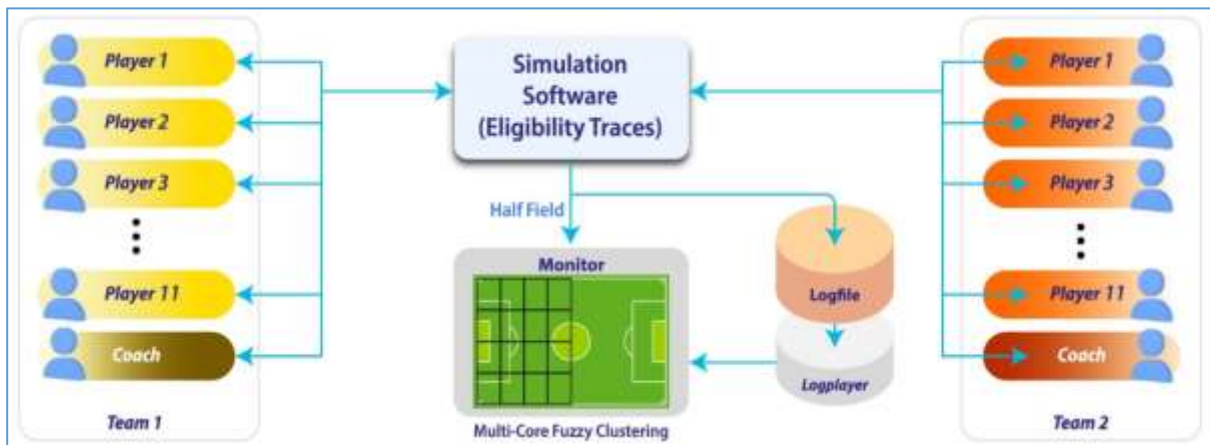 Player 1
Player 2
Player 3
Player 11
Coach
Team 1
Simulation
Software
(Eligibility Traces)
Half Field
Monitor
Multi-Core Fuzzy Clustering
Logfile
Logplayer
Player 1
Player 2
Player 3
Player 11
Coach
Team 2